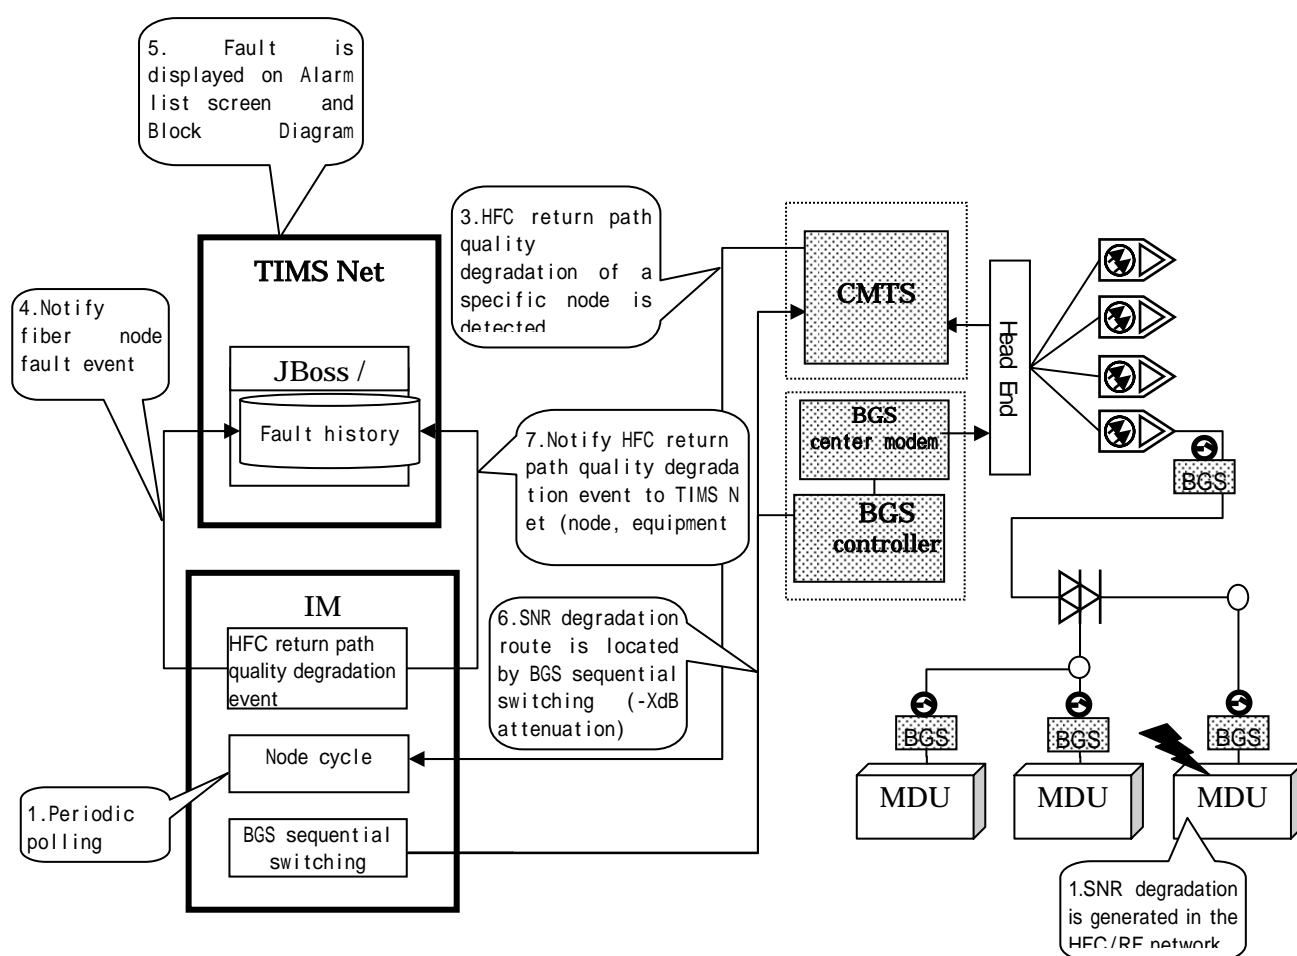 5. Fault is
displayed on Alarm
list screen and
Block Diagram
3.HFC return path
quality
degradation of a
specific node is
detected
TIMS Net
4.Notify
fiber node
fault event
JBoss /
Fault history
CMTS
Head End
7.Notify HFC return
path quality degrada
tion event to TIMS N
et (node, equipment
BGS
center modem
BGS
controller
BGS
IM
HFC return path
quality degradation
event
6.SNR degradation
route is located
by BGS sequential
switching (-XdB
attenuation)
Node cycle
1.Periodic
polling
BGS sequential
switching
BGS
BGS
BGS
MDU
MDU
MDU
1.SNR degradation
is generated in the
HFC/RF network